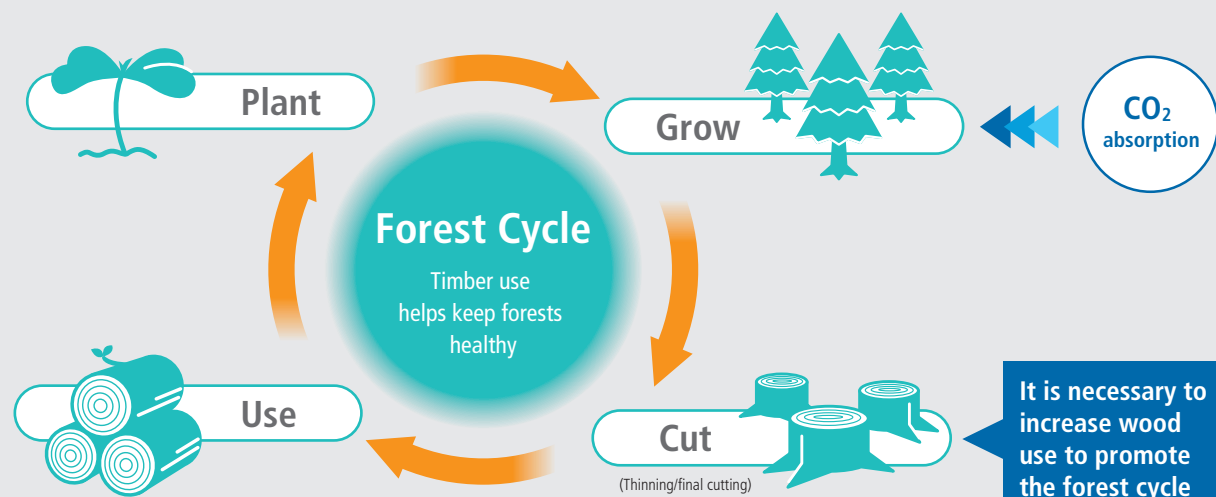 Plant
Grow
CO₂
absorption
Forest Cycle
Timber use
helps keep forests
healthy
Use
Cut
(Thinning/final cutting)
It is necessary to
increase wood
use to promote
the forest cycle